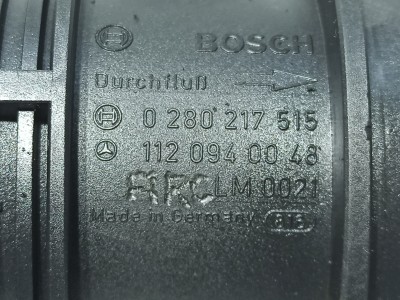 BOSCH
Durchfluß
0 280 217 515
112 094 00 48
LM 0021
Made in Germany